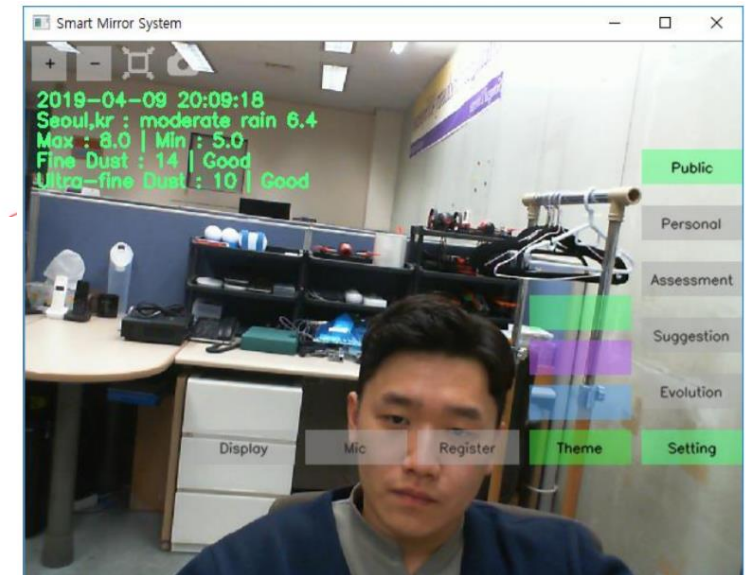 Smart Mirror System
+ -
2019-04-09 20:09:18
Seoul,kr : moderate rain 6.4
Max : 8.0 | Min : 5.0
Fine Dust : 14 | Good
Ultra-fine Dust : 10 | Good
Public
Personal
Assessment
Suggestion
Evolution
Display Mic Register Theme Setting